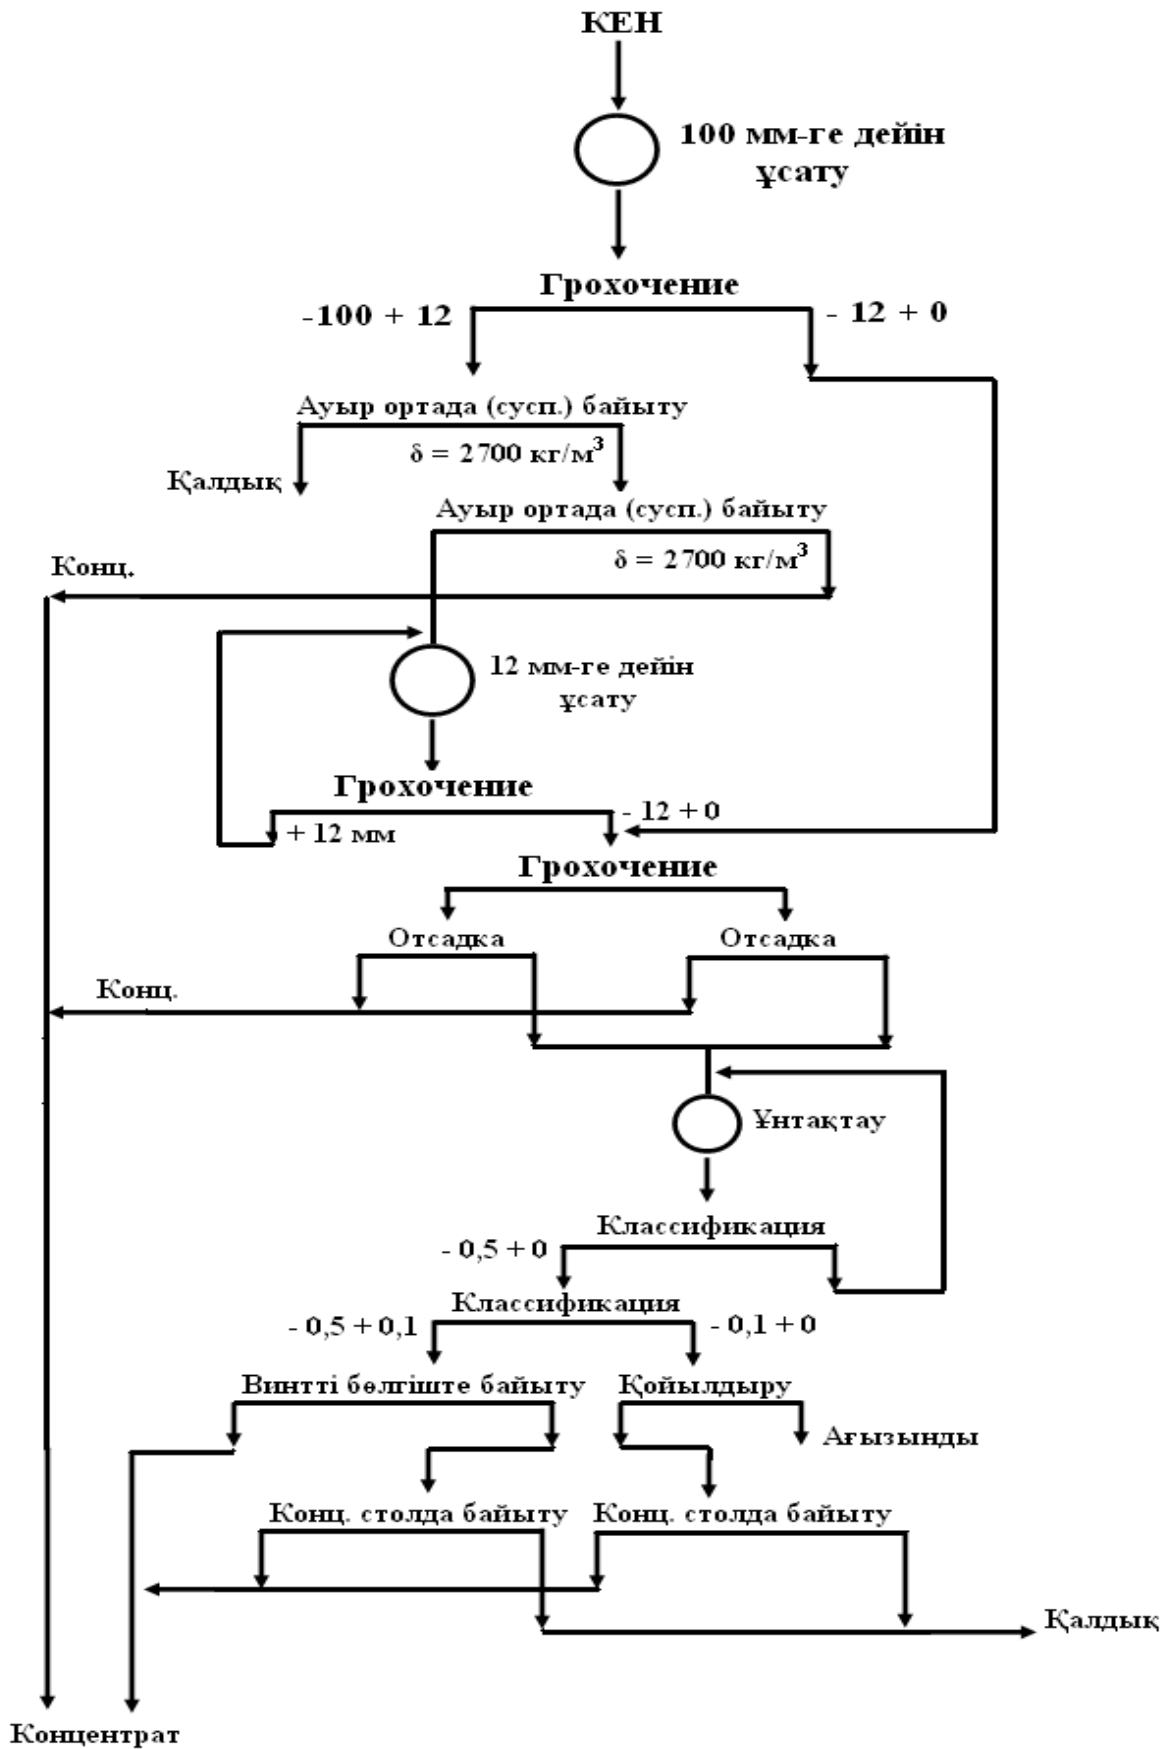 КЕН
100 мм-ге дейін
ұсату
Грохочение
-100 + 12
- 12 + 0
Ауыр ортада (сусп.) байыту
δ = 2700 кг/м³
Қалдық
Ауыр ортада (сусп.) байыту
δ = 2700 кг/м³
Конц.
12 мм-ге дейін
ұсату
Грохочение
- 12 + 0
+ 12 мм
Грохочение
Отсадка
Отсадка
Конц.
Ұнтақтау
Классификация
- 0,5 + 0
Классификация
- 0,5 + 0,1
- 0,1 + 0
Винтті бөлгіште байыту
Қойылдыру
Ағызынды
Конц. столда байыту
Конц. столда байыту
Қалдық
Концентрат